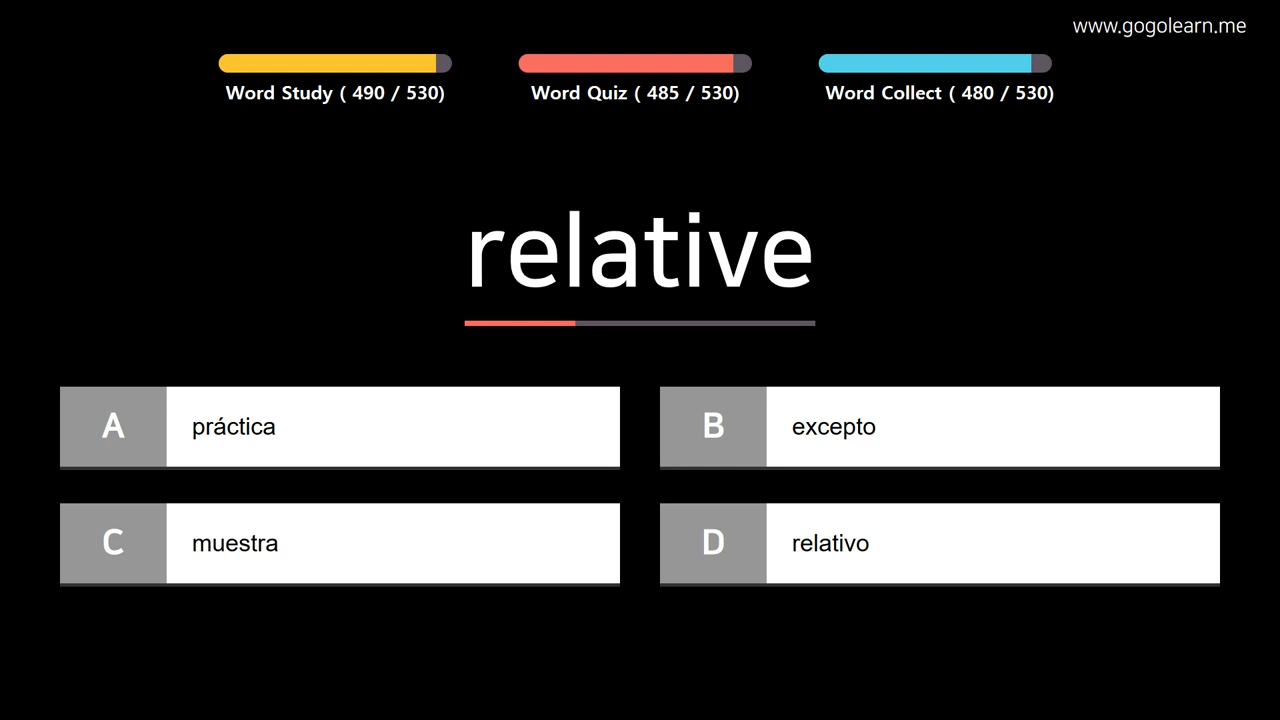 www.gogolearn.me
Word Study ( 490 / 530)
Word Quiz ( 485 / 530)
Word Collect ( 480 / 530)
relative
A práctica
B excepto
C muestra
D relativo